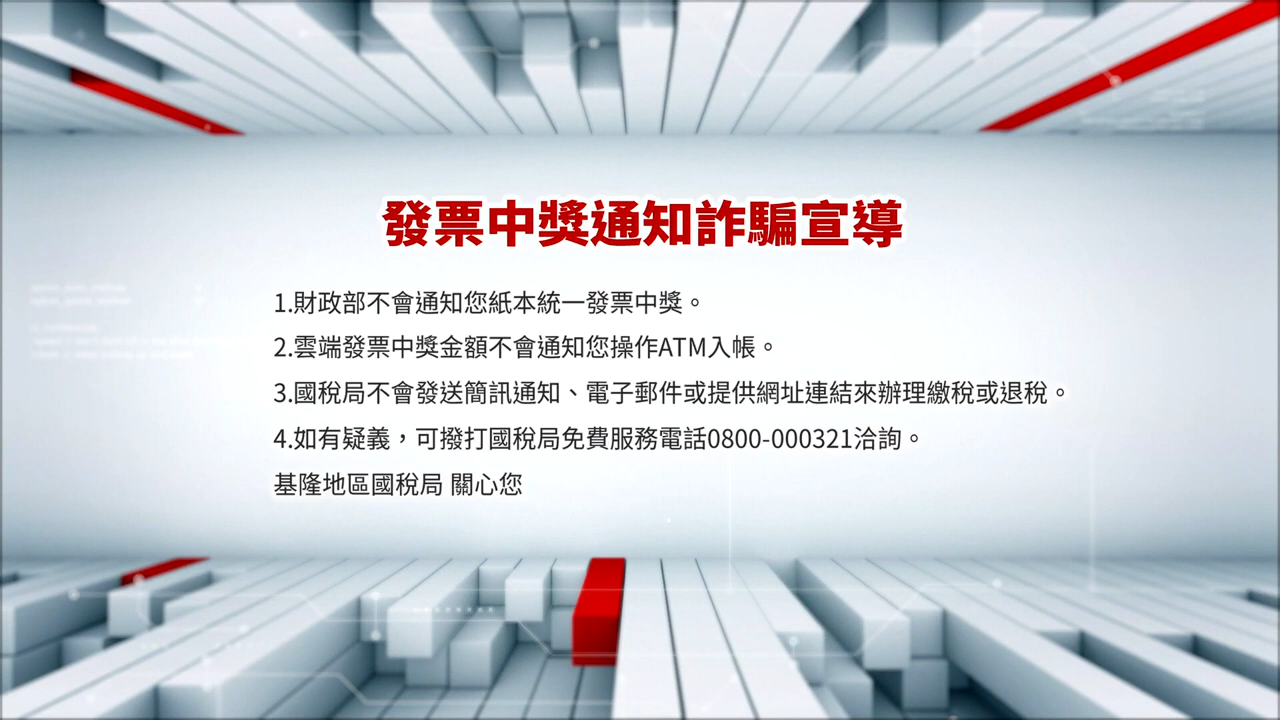 發票中獎通知詐騙宣導
1.財政部不會通知您紙本統一發票中獎。
2.雲端發票中獎金額不會通知您操作ATM入帳。
3.國稅局不會發送簡訊通知、電子郵件或提供網址連結來辦理繳稅或退稅。
4.如有疑義，可撥打國稅局免費服務電話0800-000321洽詢。
基隆地區國稅局 關心您